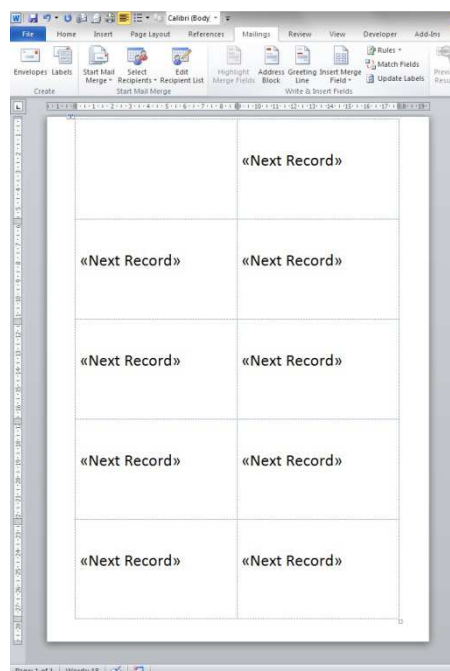 Calibri (Body)
File Home Insert Page Layout References Mailings Review View Developer Add-Ins
Envelopes Labels Start Mail Merge Select Recipients Edit Recipient List Highlight Merge Fields Address Block Greeting Line Insert Merge Field Rules
Match Fields
Update Labels
Create Start Mail Merge Write & Insert Fields
«Next Record»
«Next Record» «Next Record»
«Next Record» «Next Record»
«Next Record» «Next Record»
«Next Record» «Next Record»
Page: 1 of 1 Words: 48